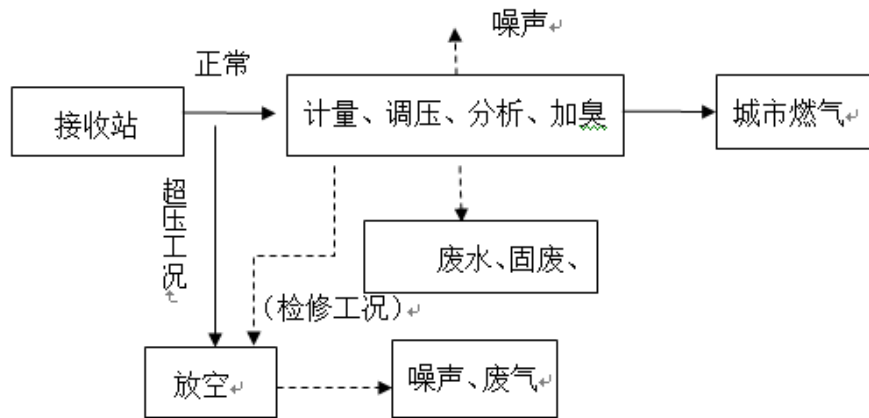 噪声
正常
接收站
计量、调压、分析、加臭
城市燃气
超压工况
废水、固废、
（检修工况）
放空
噪声、废气